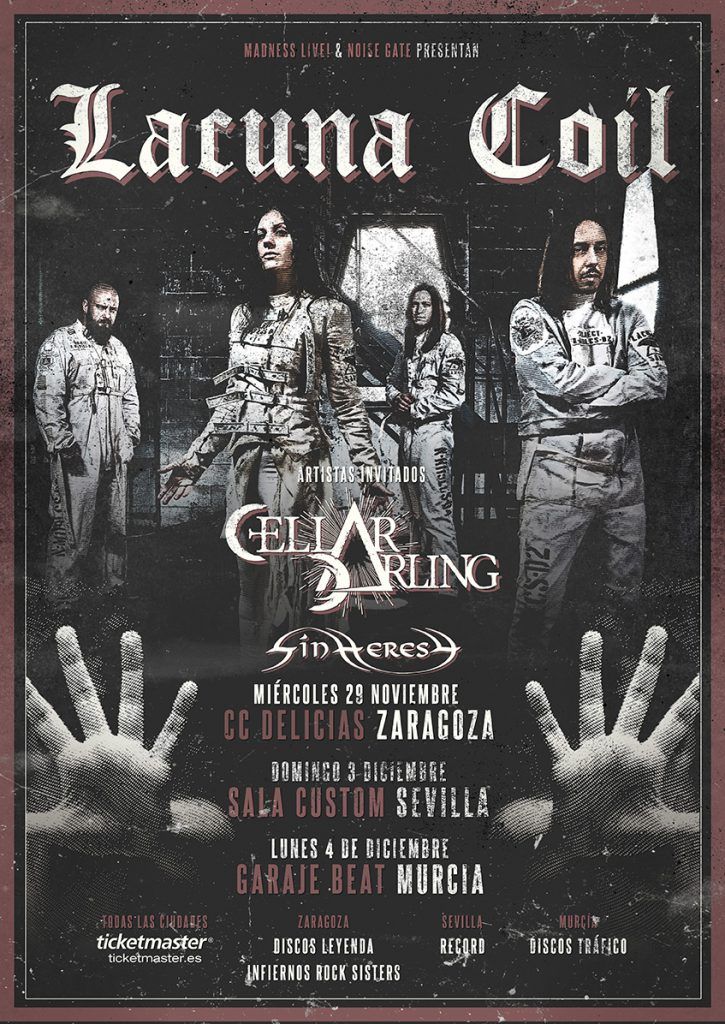 MADNESS LIVE! & NOISE GATE PRESENTAN
Lacuna Coil
ARTISTAS INVITADOS
CELLAR DARLING
SINHERESY
MIÉRCOLES 29 NOVIEMBRE
CC DELICIAS ZARAGOZA
DOMINGO 3 DICIEMBRE
SALA CUSTOM SEVILLA
LUNES 4 DE DICIEMBRE
GARAJE BEAT MURCIA
TODAS LAS CIUDADES
ticketmaster®
ticketmaster.es
ZARAGOZA
DISCOS LEYENDA
INFIERNOS ROCK SISTERS
SEVILLA
RECORD
MURCIA
DISCOS TRÁFICO